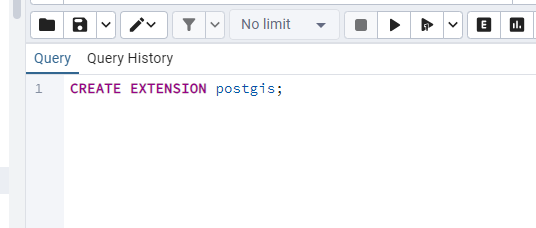 No limit
E
Query Query History
1 CREATE EXTENSION postgis;